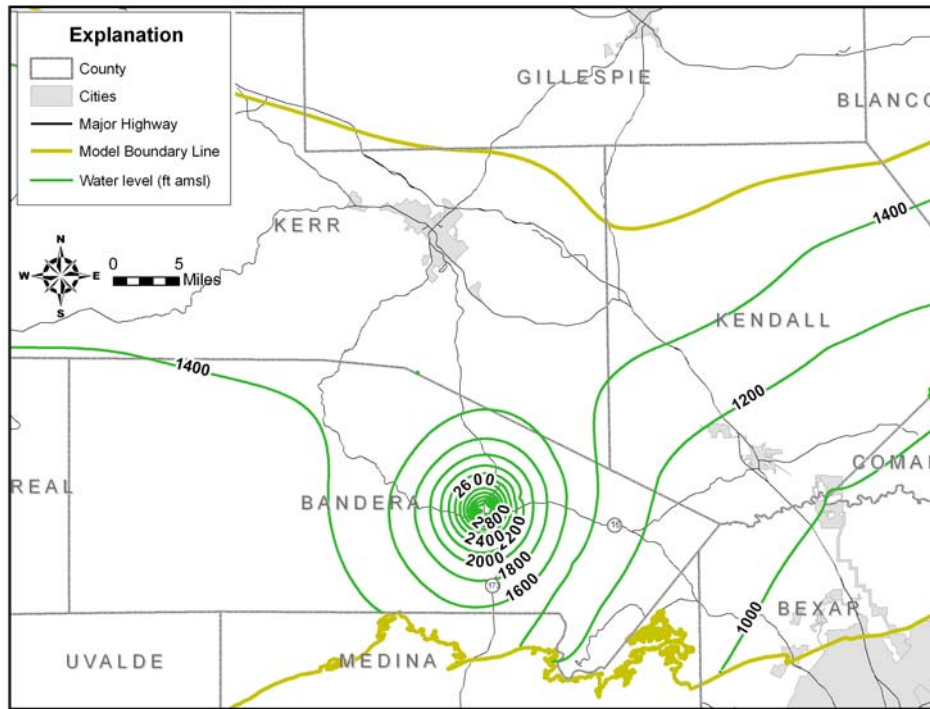 Explanation
County
Cities
Major Highway
Model Boundary Line
Water level (ft amsl)
GILLESPIE
BLANCO
KERR
1400
N
W E
S
0 5
Miles
KENDALL
1400
1200
REAL
BANDERA
2800
2400
2200
2000
1800
1600
16
173
COMAL
1000
BEXAR
UVALDE
MEDINA